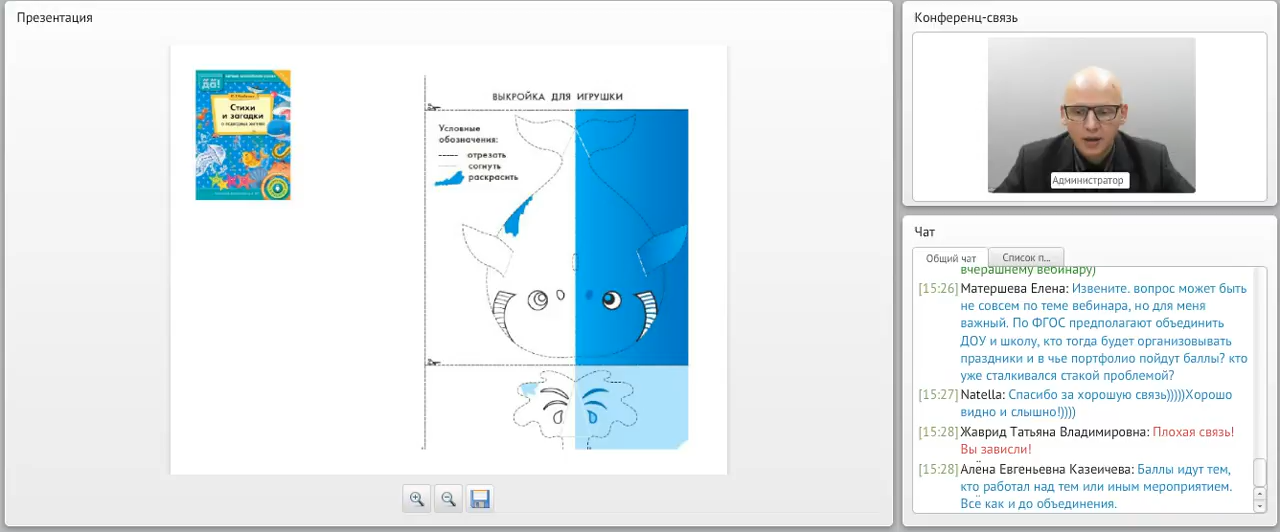 Презентация
ДА!
Стихи
и загадки
ВЫКРОЙКА ДЛЯ ИГРУШКИ
Условные
обозначения:
отрезать
согнуть
раскрасить
Конференц-связь
Администратор
Чат
Общий чат
Список п...
вчерашнему вебинару)
[15:26] Матершева Елена: Извените. вопрос может быть
не совсем по теме вебинара, но для меня
важный. По ФГОС предполагают объединить
ДОУ и школу, кто тогда будет организовывать
праздники и в чье портфолио пойдут баллы? кто
уже сталкивался стакой проблемой?
[15:27] Natella: Спасибо за хорошую связь)))))Хорошо
видно и слышно!))))
[15:28] Жаврид Татьяна Владимировна: Плохая связь!
Вы зависли!
[15:28] Алёна Евгеньевна Казеичева: Баллы идут тем,
кто работал над тем или иным мероприятием.
Всё как и до объединения.